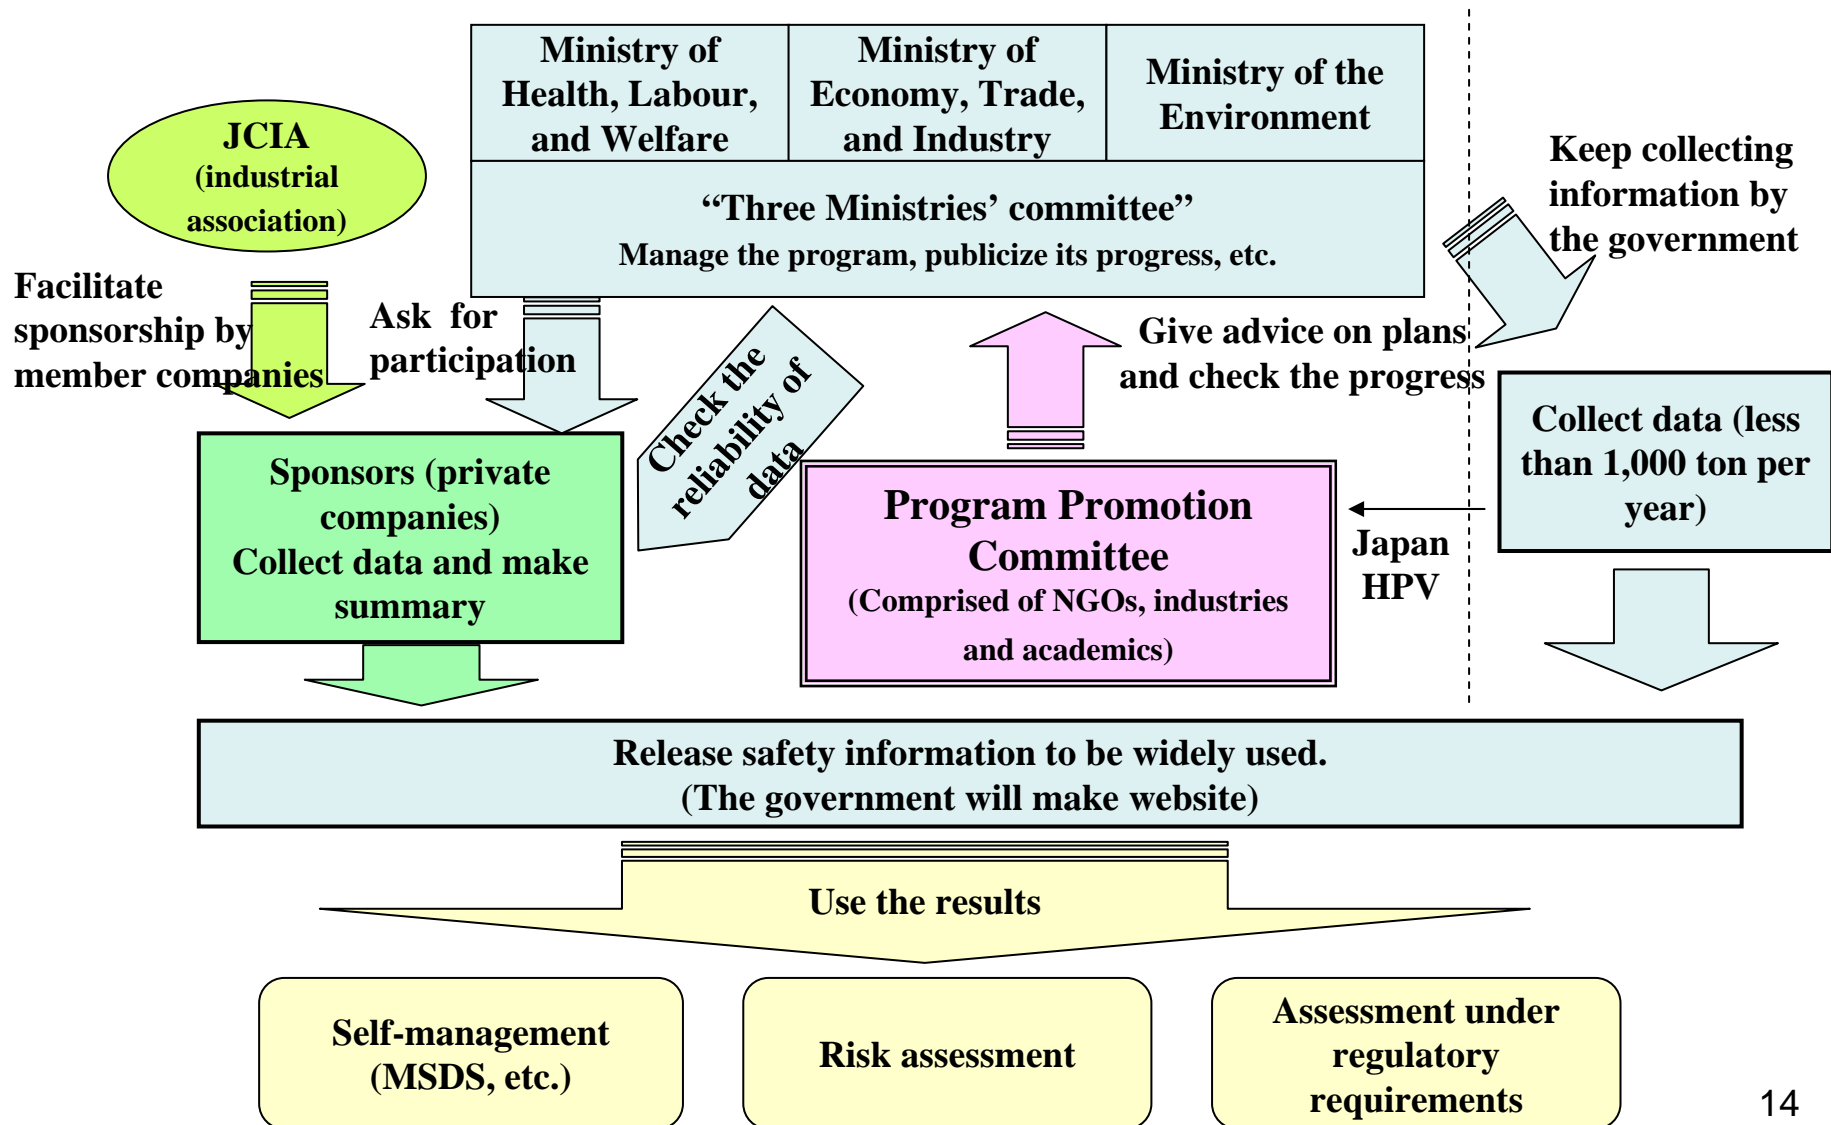 Ministry of
Health, Labour,
and Welfare
Ministry of
Economy, Trade,
and Industry
Ministry of the
Environment
JCIA
(industrial
association)
“Three Ministries’ committee”
Manage the program, publicize its progress, etc.
Keep collecting
information by
the government
Facilitate
sponsorship by
member companies
Ask for
participation
Check the
reliability of
data
Give advice on plans
and check the progress
Sponsors (private
companies)
Collect data and make
summary
Program Promotion
Committee
(Comprised of NGOs, industries
and academics)
Japan
HPV
Collect data (less
than 1,000 ton per
year)
Release safety information to be widely used.
(The government will make website)
Use the results
Self-management
(MSDS, etc.)
Risk assessment
Assessment under
regulatory
requirements
14